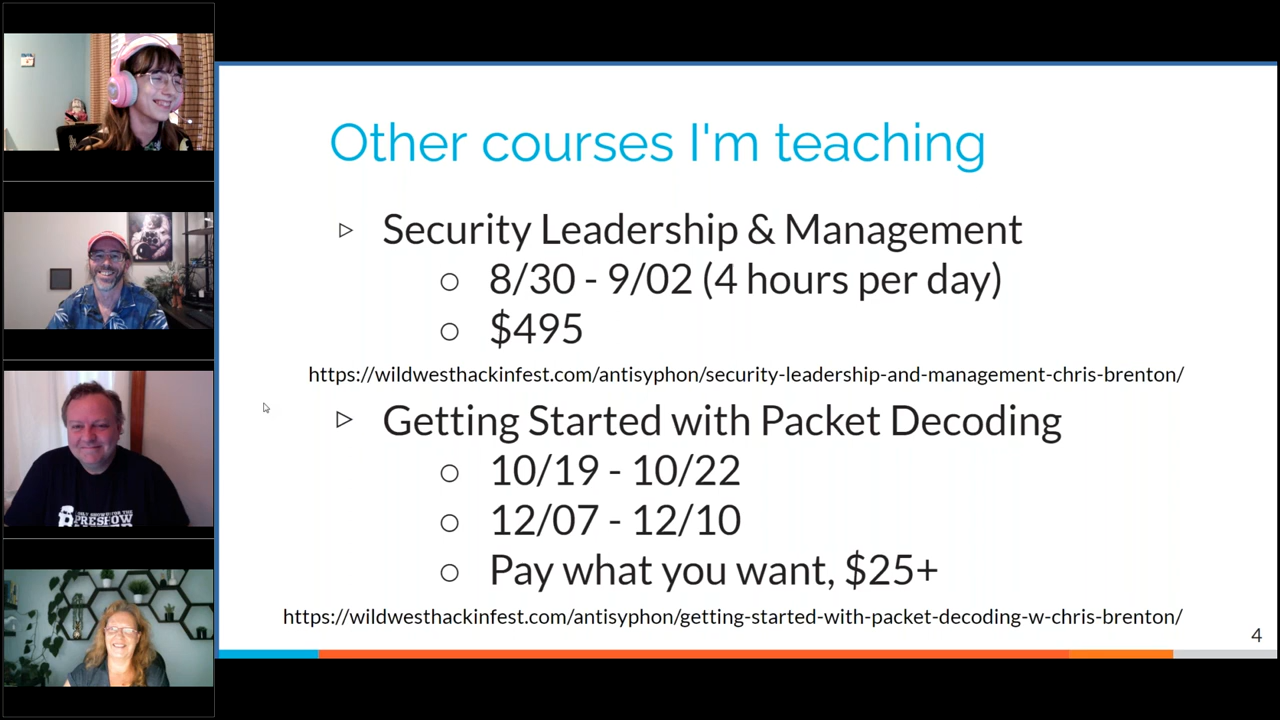 Other courses I'm teaching
▷ Security Leadership & Management
○ 8/30 - 9/02 (4 hours per day)
○ $495
https://wildwesthackinfest.com/antisyphon/security-leadership-and-management-chris-brenton/
▷ Getting Started with Packet Decoding
○ 10/19 - 10/22
○ 12/07 - 12/10
○ Pay what you want, $25+
https://wildwesthackinfest.com/antisyphon/getting-started-with-packet-decoding-w-chris-brenton/
4
PRESHOW